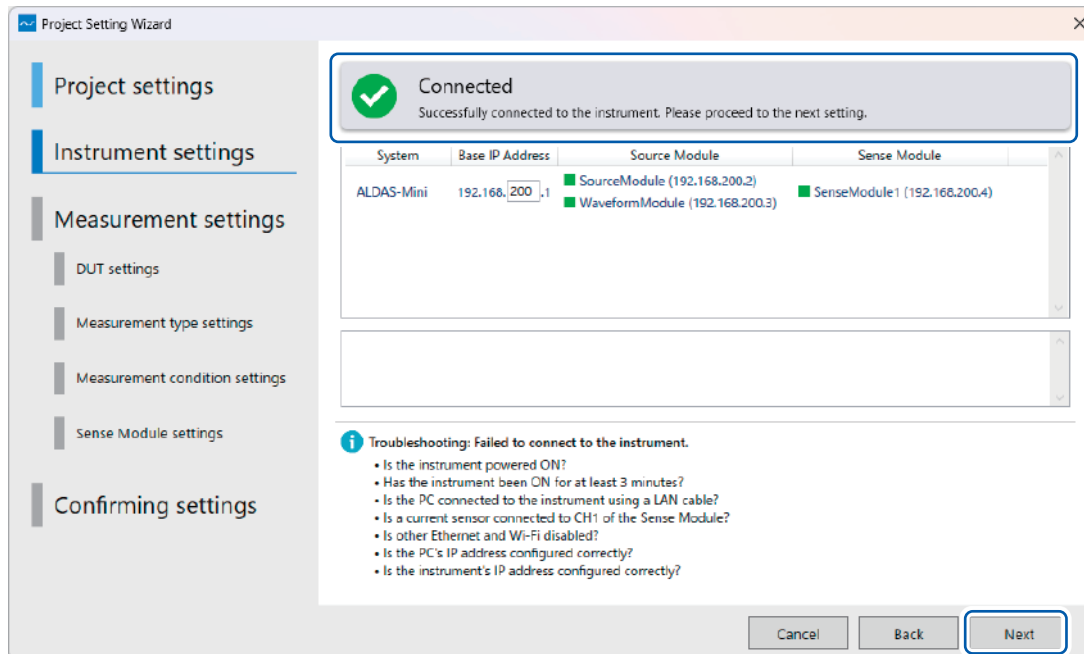 Project Setting Wizard
Project settings
Instrument settings
Measurement settings
DUT settings
Measurement type settings
Measurement condition settings
Sense Module settings
Confirming settings
Connected
Successfully connected to the instrument. Please proceed to the next setting.
System Base IP Address Source Module Sense Module
ALDAS-Mini 192.168. 200 .1 SourceModule (192.168.200.2) SenseModule1 (192.168.200.4)
WaveformModule (192.168.200.3)
Troubleshooting: Failed to connect to the instrument.
• Is the instrument powered ON?
• Has the instrument been ON for at least 3 minutes?
• Is the PC connected to the instrument using a LAN cable?
• Is a current sensor connected to CH1 of the Sense Module?
• Is other Ethernet and Wi-Fi disabled?
• Is the PC's IP address configured correctly?
• Is the instrument's IP address configured correctly?
Cancel Back Next